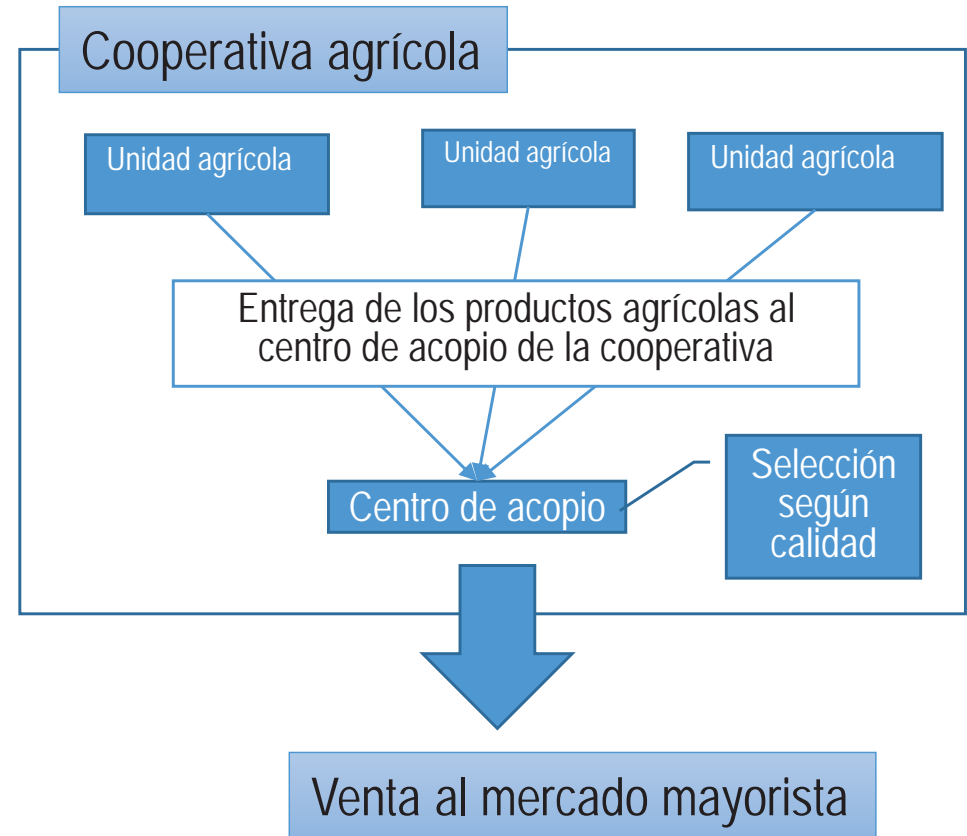 Cooperativa agrícola
Unidad agrícola
Unidad agrícola
Unidad agrícola
Entrega de los productos agrícolas al
centro de acopio de la cooperativa
Centro de acopio
Selección
según
calidad
Venta al mercado mayorista